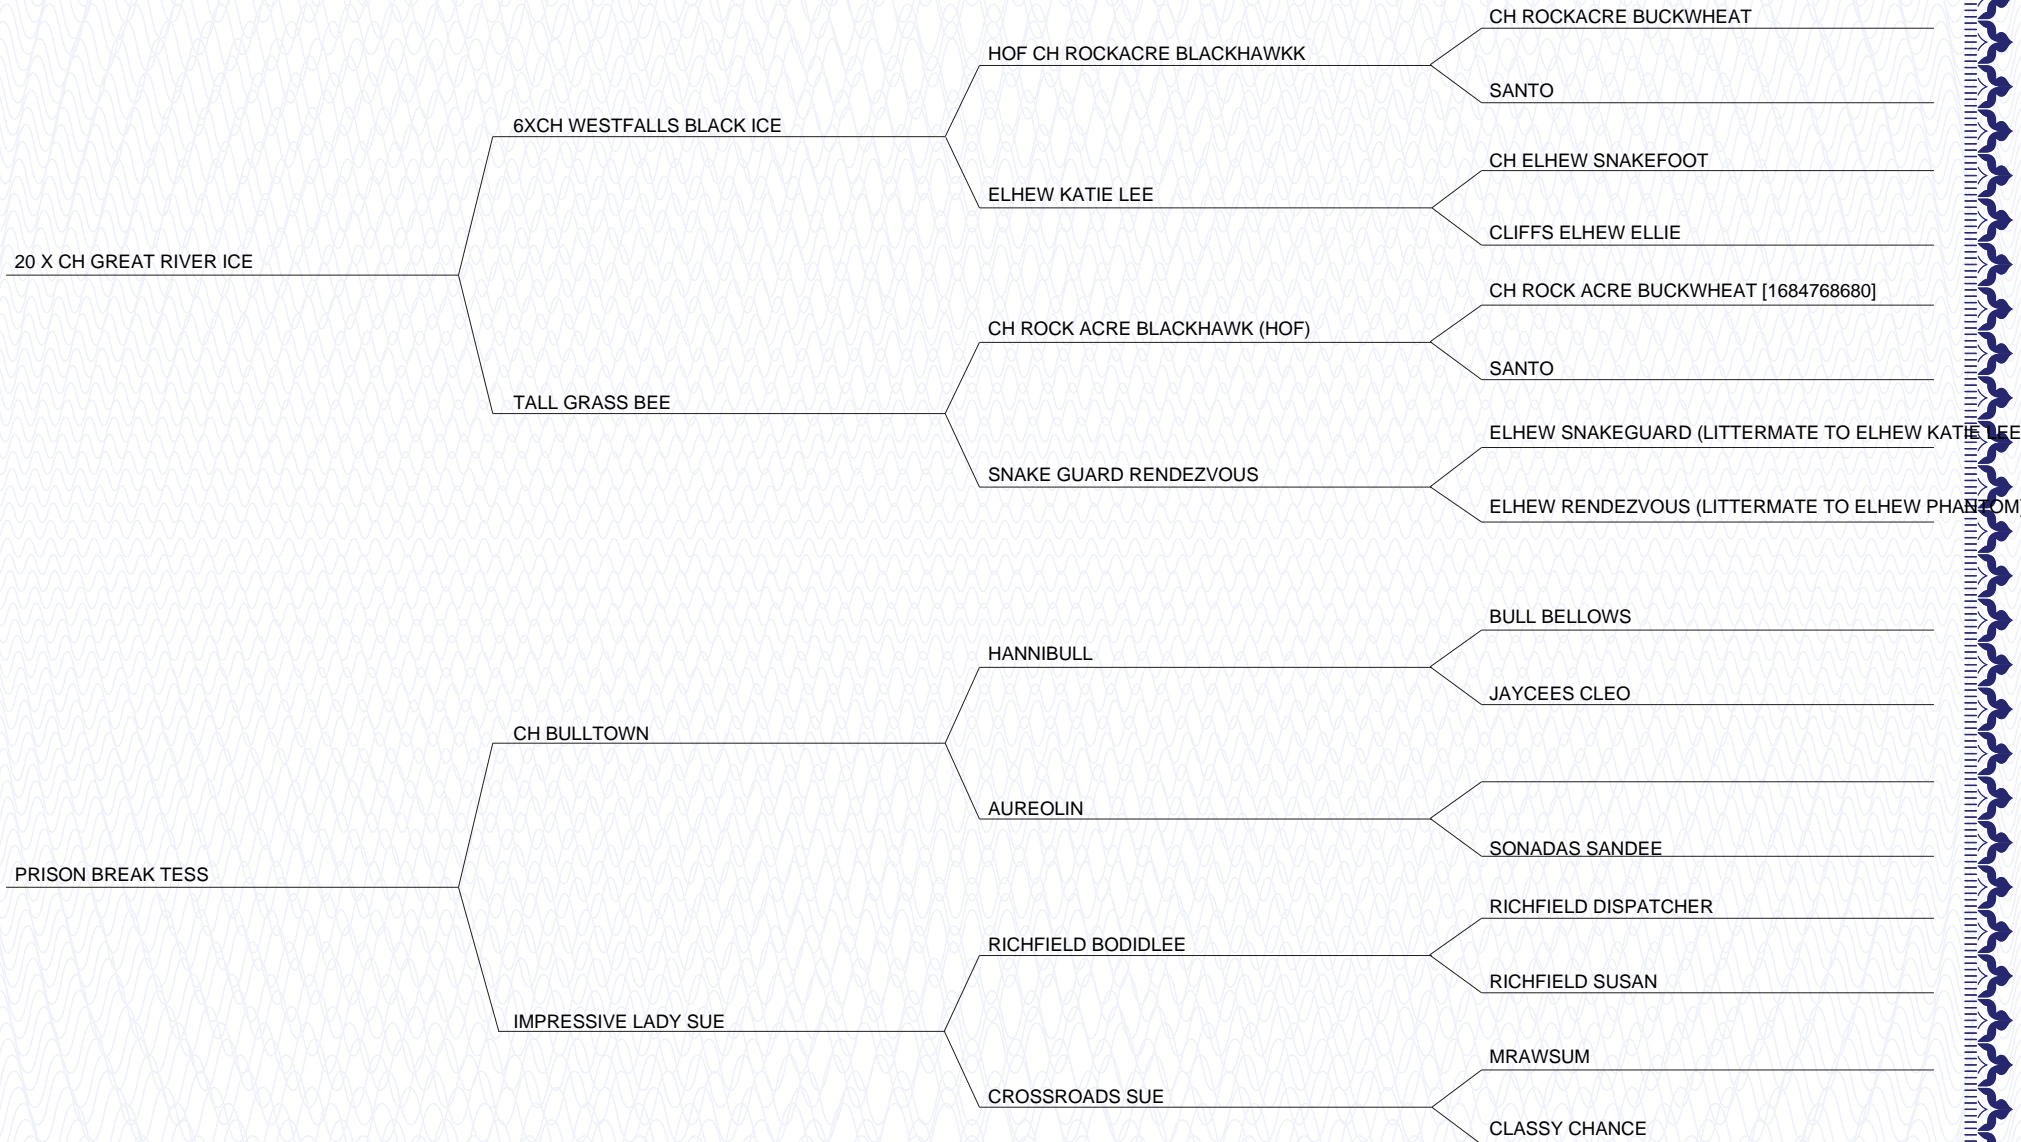 CH ROCKACRE BUCKWHEAT
HOF CH ROCKACRE BLACKHAWKK
SANTO
6XCH WESTFALLS BLACK ICE
CH ELHEW SNAKEFOOT
ELHEW KATIE LEE
CLIFFS ELHEW ELLIE
20 X CH GREAT RIVER ICE
CH ROCK ACRE BUCKWHEAT [1684768680]
CH ROCK ACRE BLACKHAWK (HOF)
SANTO
TALL GRASS BEE
ELHEW SNAKEGUARD (LITTERMATE TO ELHEW KATIE LEE
SNAKE GUARD RENDEZVOUS
ELHEW RENDEZVOUS (LITTERMATE TO ELHEW PHANTOM)
BULL BELLOWS
HANNIBULL
JAYCEES CLEO
CH BULLTOWN
AUREOLIN
SONADAS SANDEE
PRISON BREAK TESS
RICHFIELD DISPATCHER
RICHFIELD BODIDLEE
RICHFIELD SUSAN
IMPRESSIVE LADY SUE
MRAWSUM
CROSSROADS SUE
CLASSY CHANCE